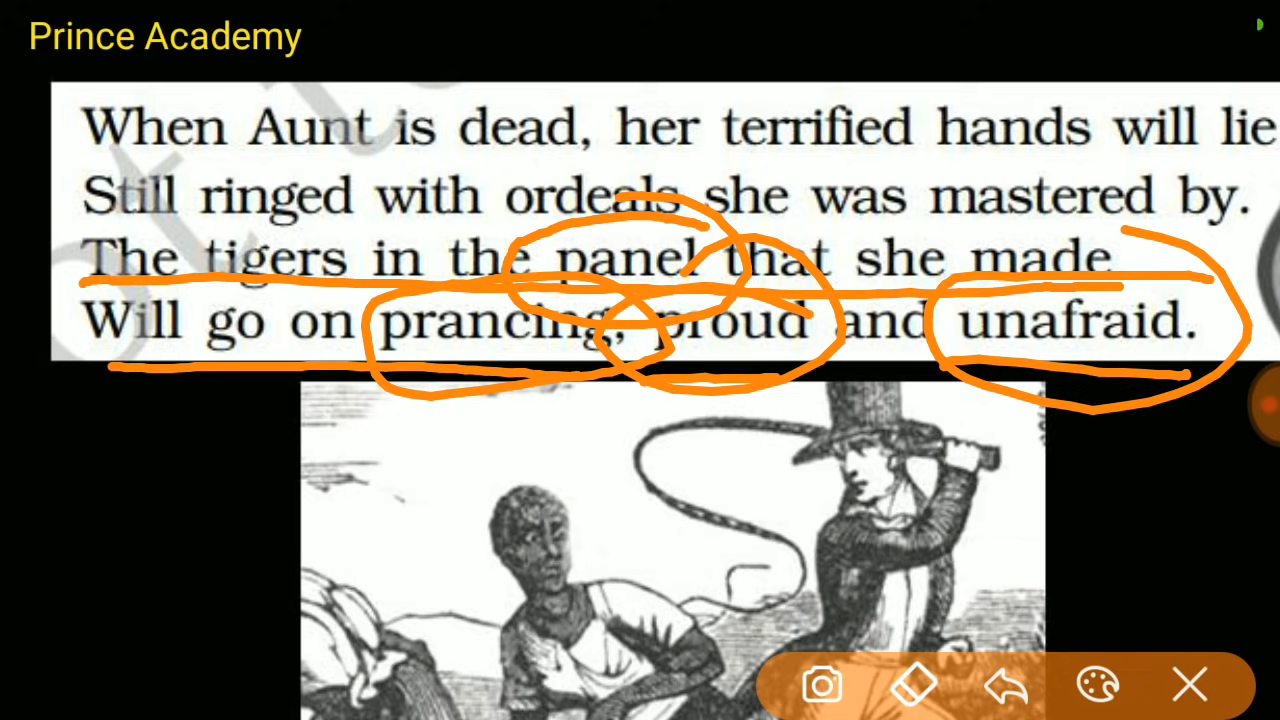 Prince Academy
When Aunt is dead, her terrified hands will lie
Still ringed with ordeals she was mastered by.
The tigers in the panel that she made
Will go on prancing, proud and unafraid.